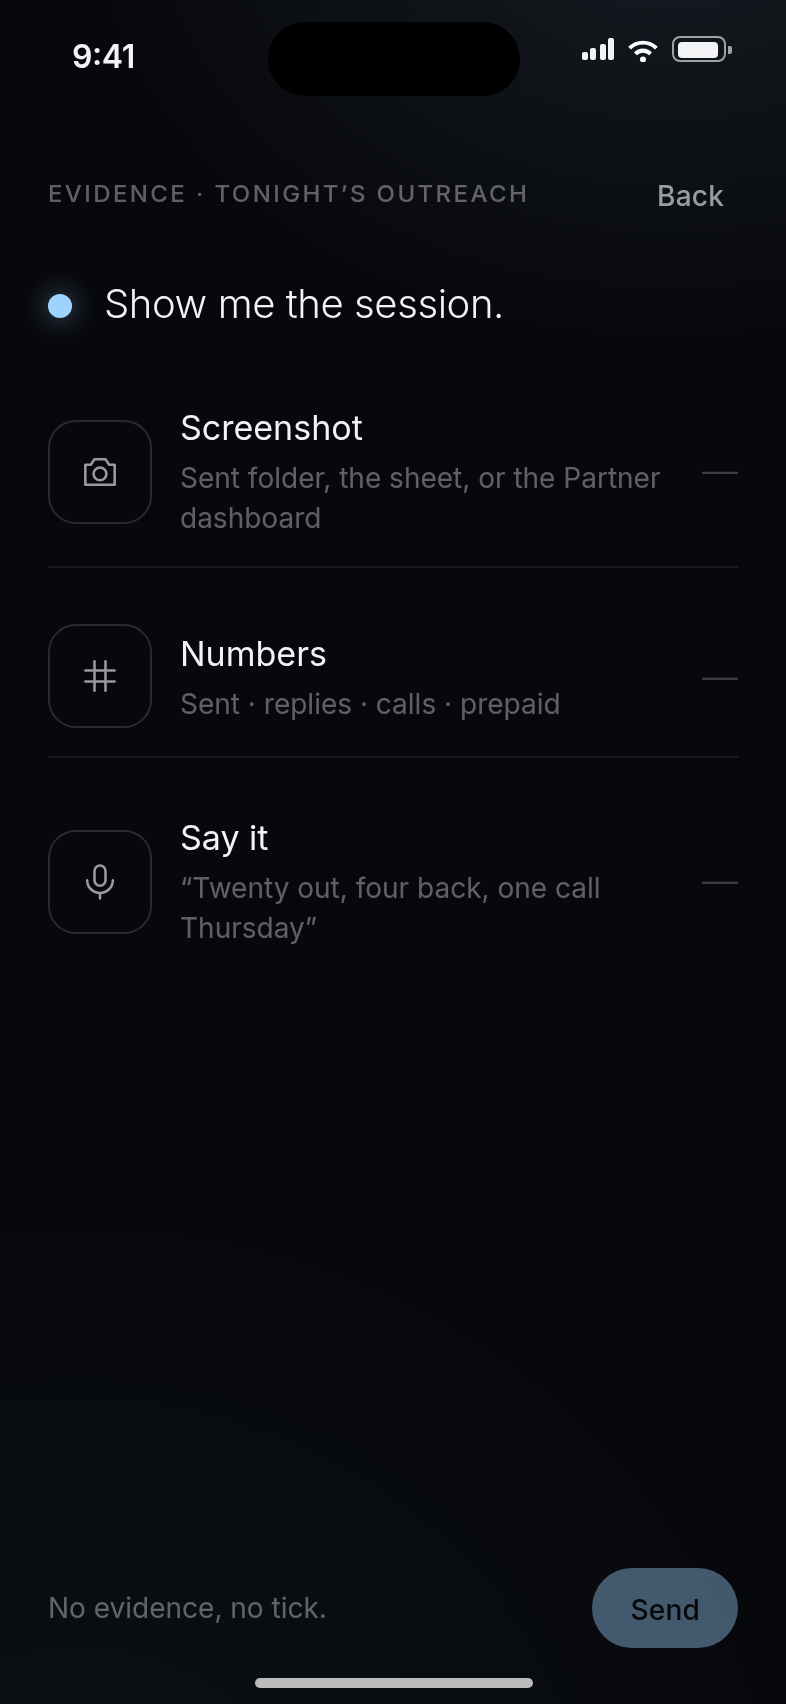 9:41
EVIDENCE · TONIGHT’S OUTREACH
Back
Show me the session.
Screenshot
Sent folder, the sheet, or the Partner
dashboard
—
Numbers
Sent · replies · calls · prepaid
—
Say it
“Twenty out, four back, one call
Thursday”
—
No evidence, no tick.
Send